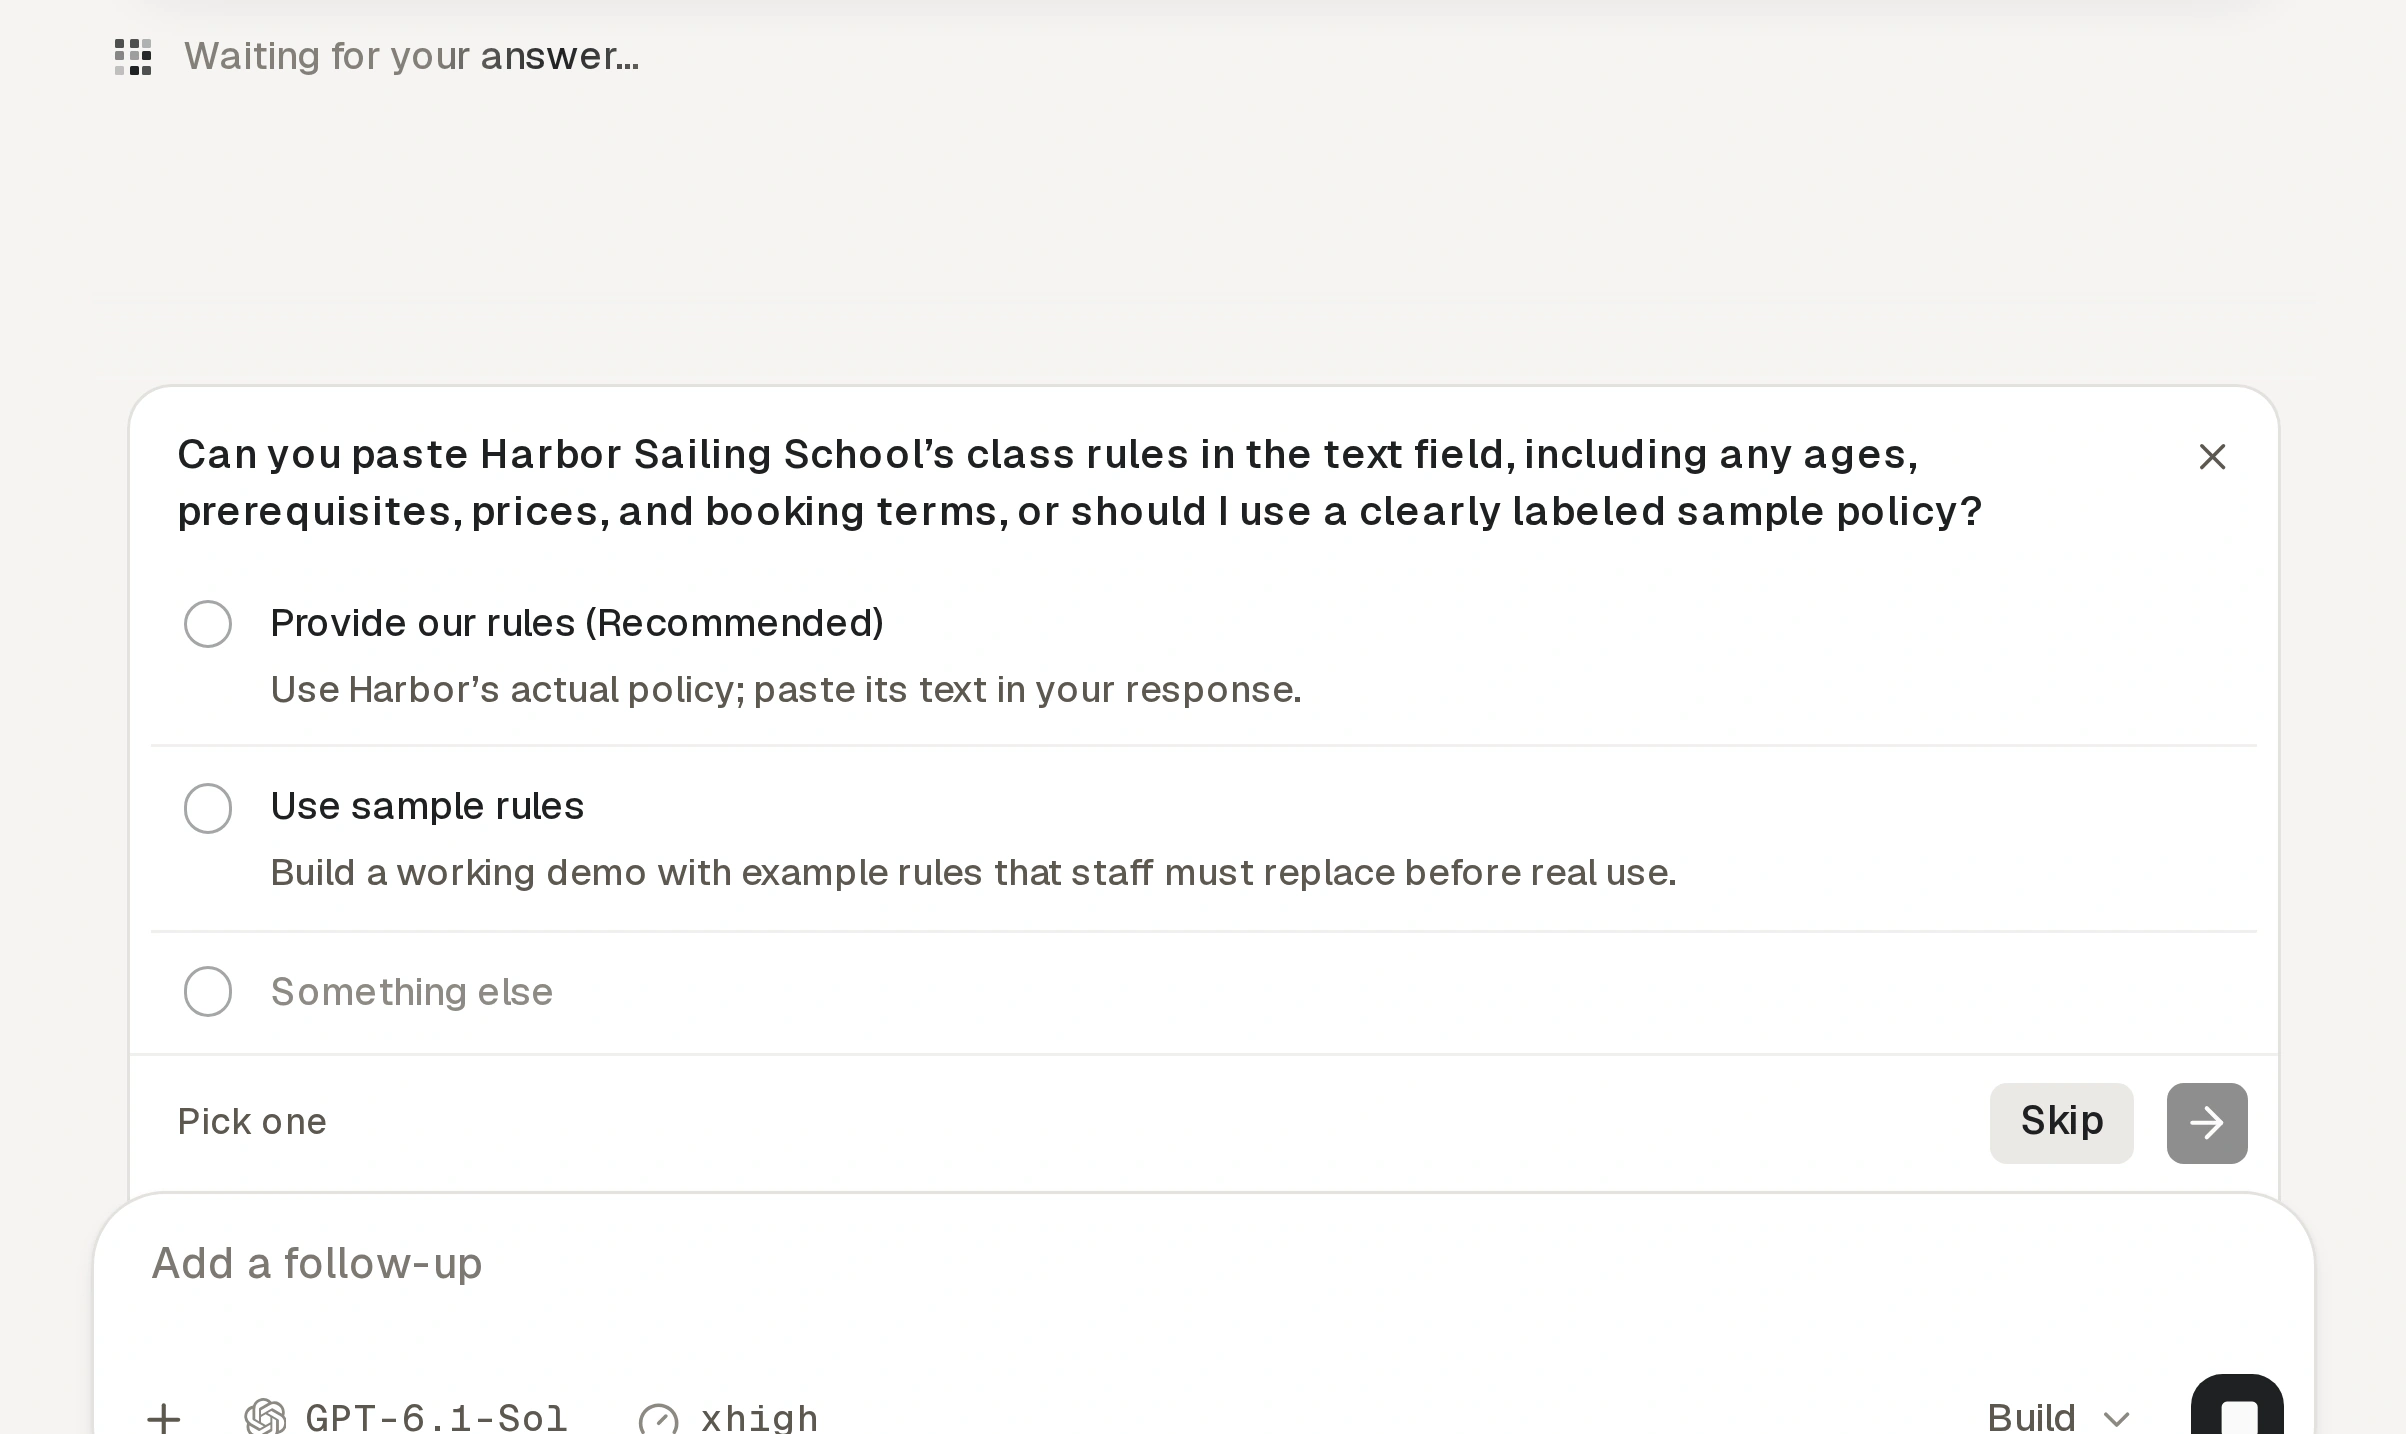 Waiting for your answer...
Can you paste Harbor Sailing School’s class rules in the text field, including any ages,
prerequisites, prices, and booking terms, or should I use a clearly labeled sample policy?
Provide our rules (Recommended)
Use Harbor’s actual policy; paste its text in your response.
Use sample rules
Build a working demo with example rules that staff must replace before real use.
Something else
Pick one
Skip
Add a follow-up
GPT-6.1-Sol
xhigh
Build